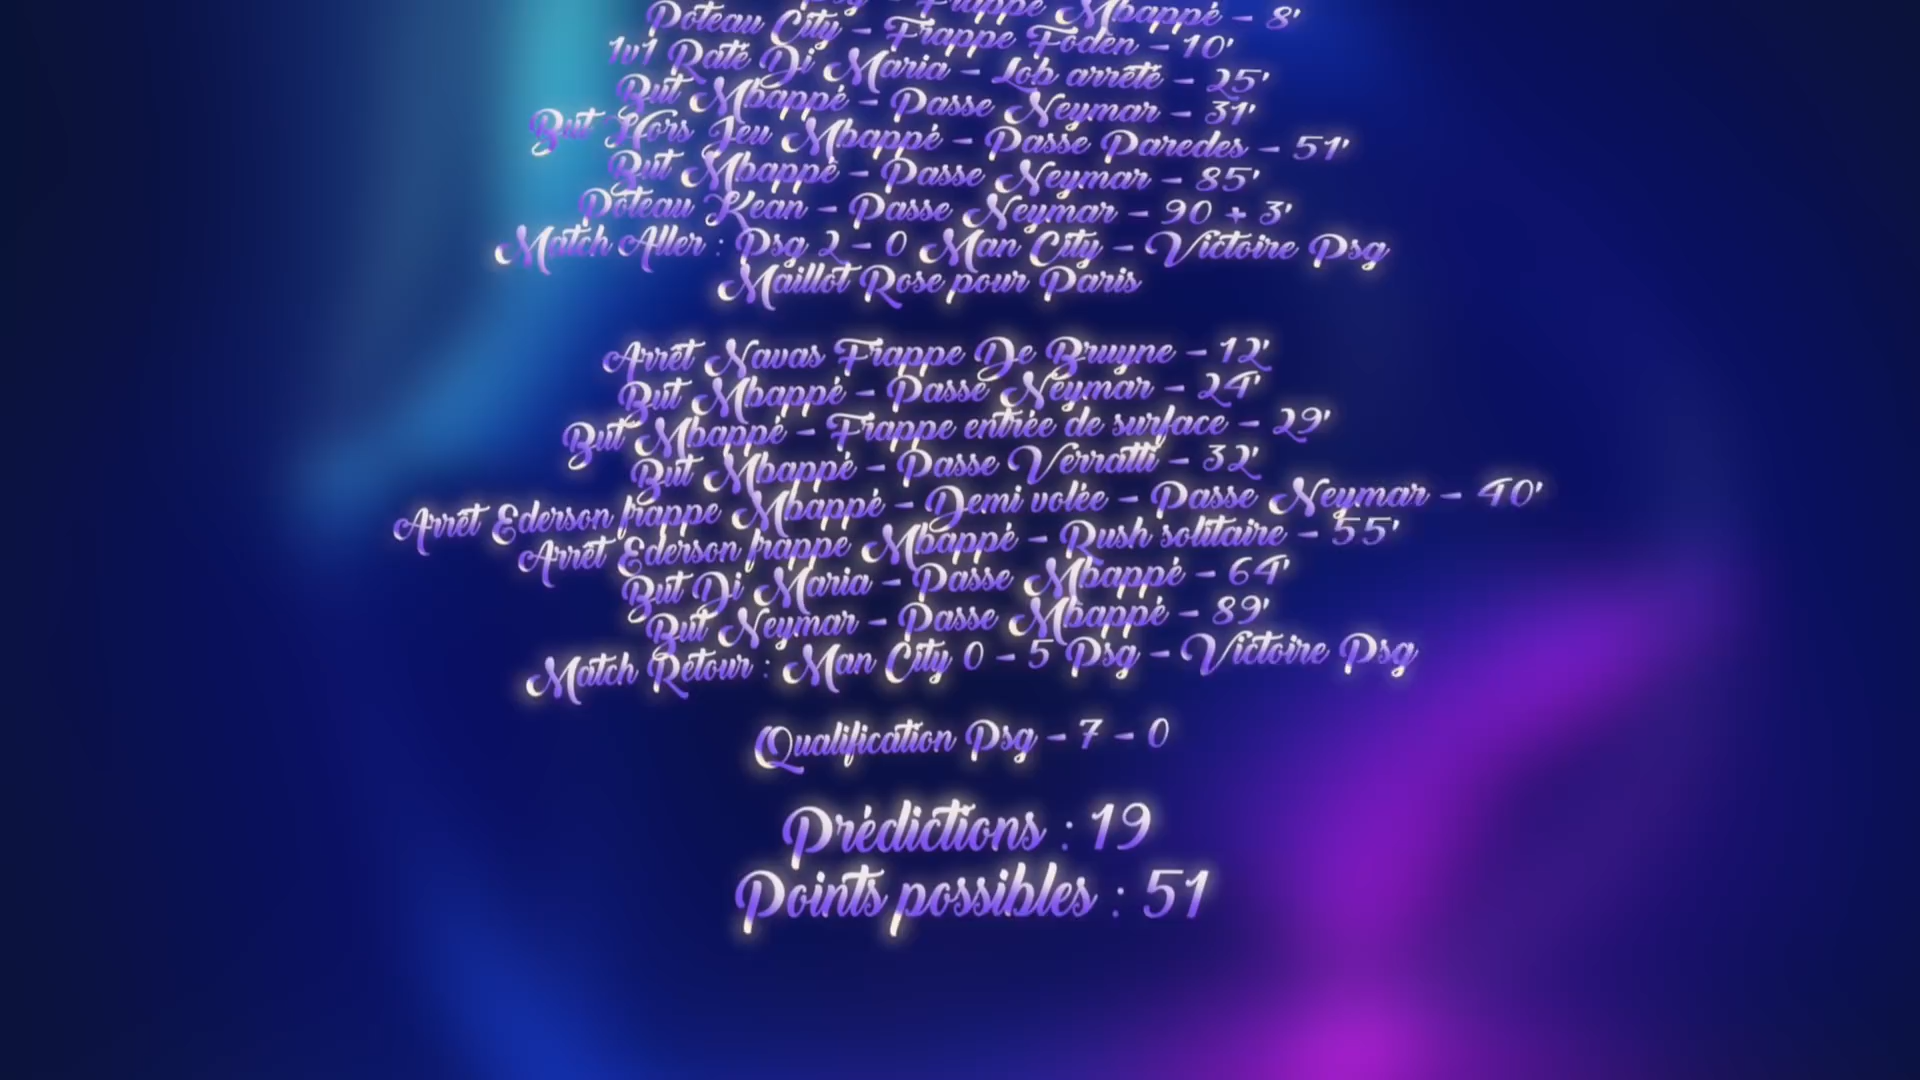 Psg - Frappe Mbappé - 8'
Poteau City - Frappe Foden - 10'
1v1 Raté Di Maria - Lob arrêté - 25'
But Mbappé - Passe Neymar - 31'
But Hors Jeu Mbappé - Passe Paredes - 51'
But Mbappé - Passe Neymar - 85'
Poteau Kean - Passe Neymar - 90 + 3'
Match Aller : Psg 2 - 0 Man City - Victoire Psg
Maillot Rose pour Paris
Arrêt Navas Frappe De Bruyne - 12'
But Mbappé - Passe Neymar - 24'
But Mbappé - Frappe entrée de surface - 29'
But Mbappé - Passe Verratti - 32'
Arrêt Ederson frappe Mbappé - Demi volée - Passe Neymar - 40'
Arrêt Ederson frappe Mbappé - Rush solitaire - 55'
But Di Maria - Passe Mbappé - 64'
But Neymar - Passe Mbappé - 89'
Match Retour : Man City 0 - 5 Psg - Victoire Psg
Qualification Psg - 7 - 0
Prédictions : 19
Points possibles : 51